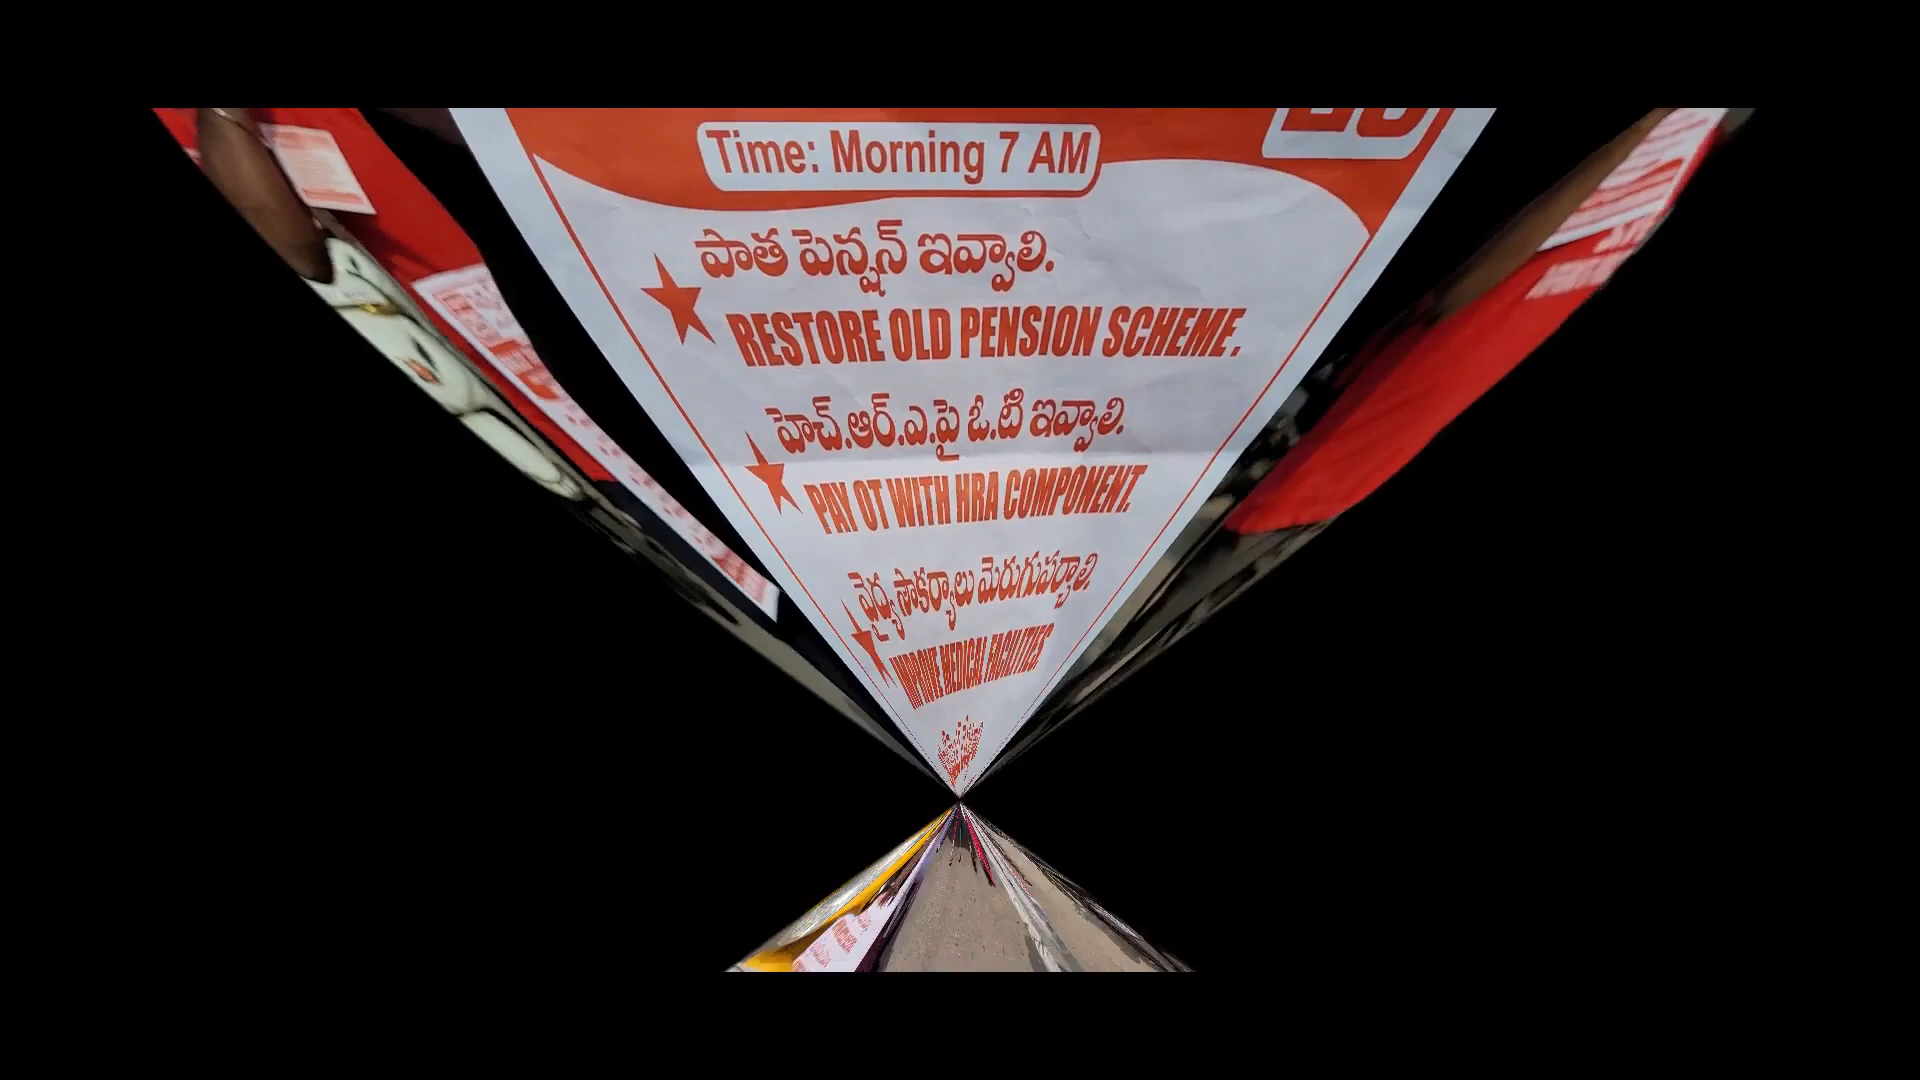 Time: Morning 7 AM
పాత పెన్షన్ ఇవ్వాలి.
RESTORE OLD PENSION SCHEME.
హెచ్.ఆర్.ఎ.పై ఓ.టి ఇవ్వాలి.
PAY OT WITH HRA COMPONENT.
వైద్య సౌకర్యాలు మెరుగుపర్చాలి.
IMPROVE MEDICAL FACILITIES